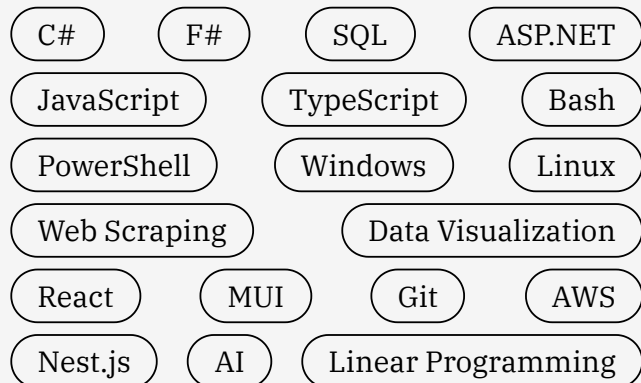 C# F# SQL ASP.NET
JavaScript TypeScript Bash
PowerShell Windows Linux
Web Scraping Data Visualization
React MUI Git AWS
Nest.js AI Linear Programming